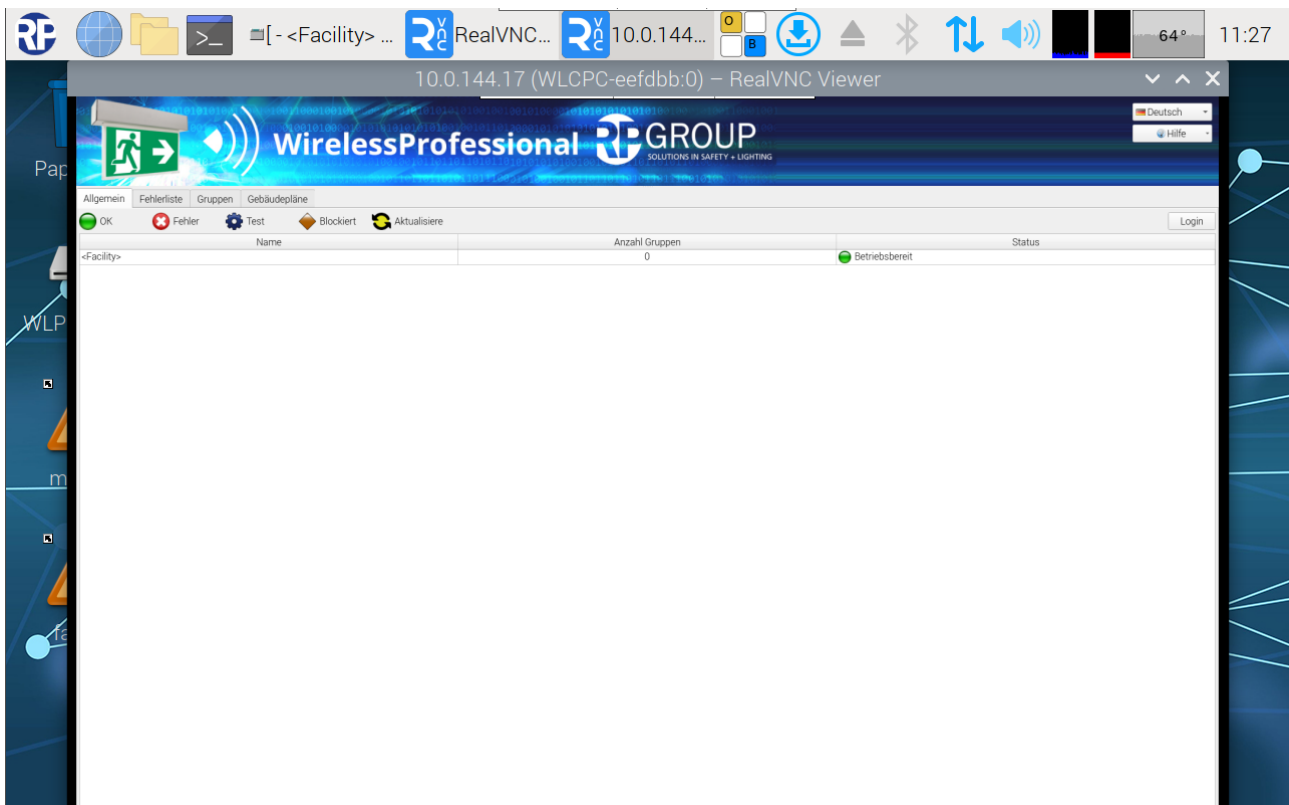 [ - <Facility> ... RealVNC... 10.0.144... O B 64° 11:27
10.0.144.17 (WLCPC-eefdbb:0) – RealVNC Viewer
Deutsch
Hilfe
WirelessProfessional RP GROUP
SOLUTIONS IN SAFETY + LIGHTING
Pap
Allgemein Fehlerliste Gruppen Gebäudepläne
OK Fehler Test Blockiert Aktualisiere Login
Name Anzahl Gruppen Status
<Facility> 0 Betriebsbereit
WLP
m
fa